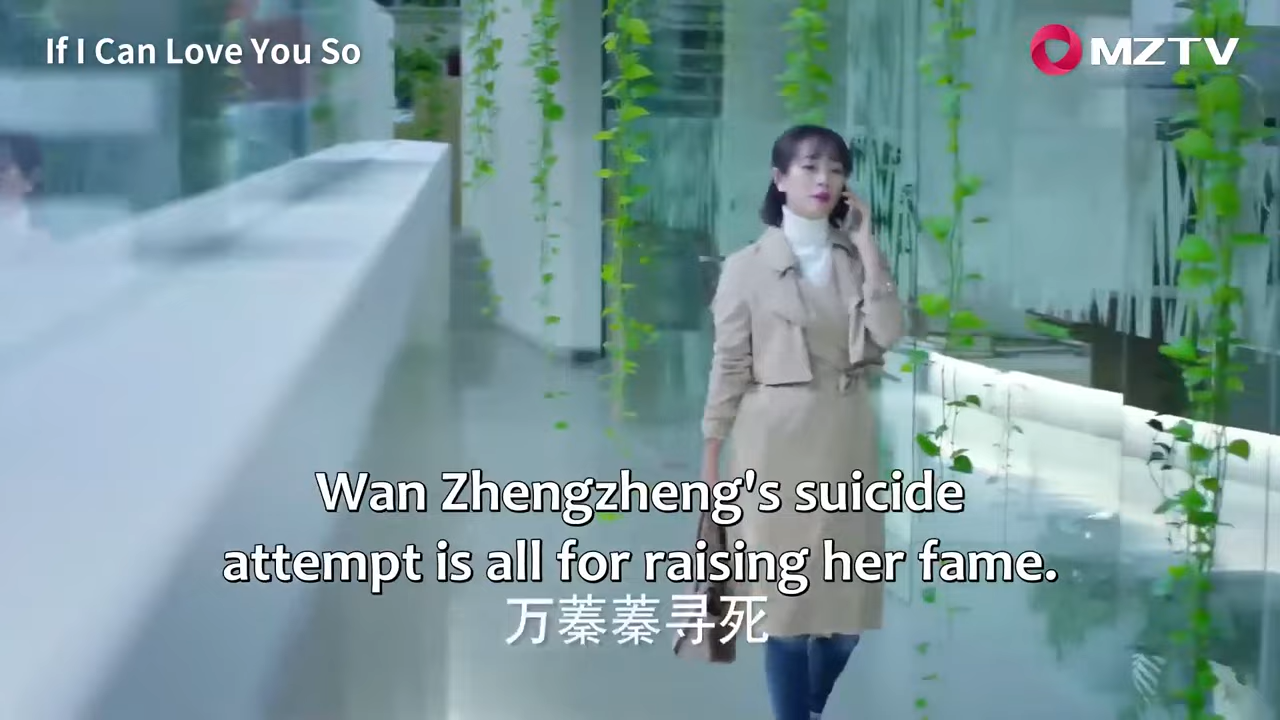 If I Can Love You So
MZTV
Wan Zhengzheng's suicide
attempt is all for raising her fame.
万蓁蓁寻死